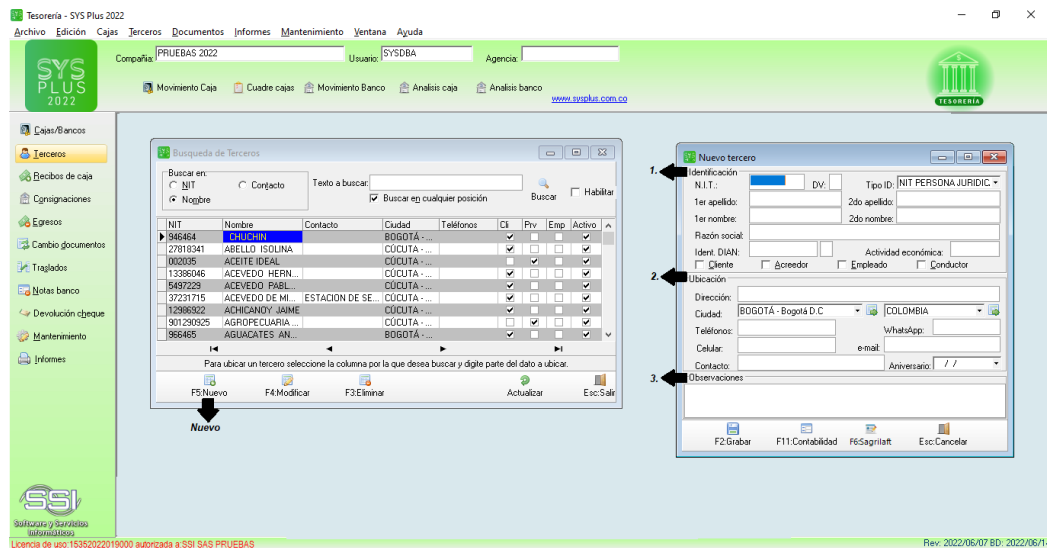 Tesorería - SYS Plus 2022
Archivo Edición Cajas Terceros Documentos Informes Mantenimiento Ventana Ayuda
SYS PLUS 2022
Compañia: PRUEBAS 2022 Usuario: SYSDBA Agencia:
Movimiento Caja Cuadre cajas Movimiento Banco Analisis caja Analisis banco
www.sysplus.com.co
TESORERIA
Cajas/Bancos
Terceros
Recibos de caja
Consignaciones
Egresos
Cambio documentos
Traslados
Notas banco
Devolución cheque
Mantenimiento
Informes
SSI
Software y Servicios
Informáticos
Busqueda de Terceros
Buscar en:
NIT Contacto Texto a buscar:
Nombre Buscar en cualquier posición Buscar Habilitar
NIT Nombre Contacto Ciudad Teléfonos Cli Prv Emp Activo
946464 CHUCHIN BOGOTÁ - ...
27818341 ABELLO ISOLINA CÚCUTA - ...
002035 ACEITE IDEAL CÚCUTA - ...
13386046 ACEVEDO HERN... CÚCUTA - ...
5497229 ACEVEDO PABL... CÚCUTA - ...
37231715 ACEVEDO DE MI... ESTACION DE SE... CÚCUTA - ...
12986922 ACHICANOY JAIME CÚCUTA - ...
901290925 AGROPECUARIA ... CÚCUTA - ...
966465 AGUACATES AN... BOGOTÁ - ...
Para ubicar un tercero seleccione la columna por la que desea buscar y digite parte del dato a ubicar.
F5:Nuevo F4:Modificar F3:Eliminar Actualizar Esc:Salir
Nuevo
Nuevo tercero
1.
Identificación
N.I.T.: DV: Tipo ID: NIT PERSONA JURIDIC
1er apellido: 2do apellido:
1er nombre: 2do nombre:
Razón social:
Ident. DIAN: Actividad económica:
Cliente Acreedor Empleado Conductor
2.
Ubicación
Dirección:
Ciudad: BOGOTÁ - Bogotá D.C COLOMBIA
Teléfonos: WhatsApp:
Celular: e-mail:
Contacto: Aniversario: / /
3.
Observaciones
F2:Grabar F11:Contabilidad F6:Sagrilaft Esc:Cancelar
Licencia de uso:15352022019000 autorizada a:SSI SAS PRUEBAS
Rev: 2022/06/07 BD: 2022/06/1